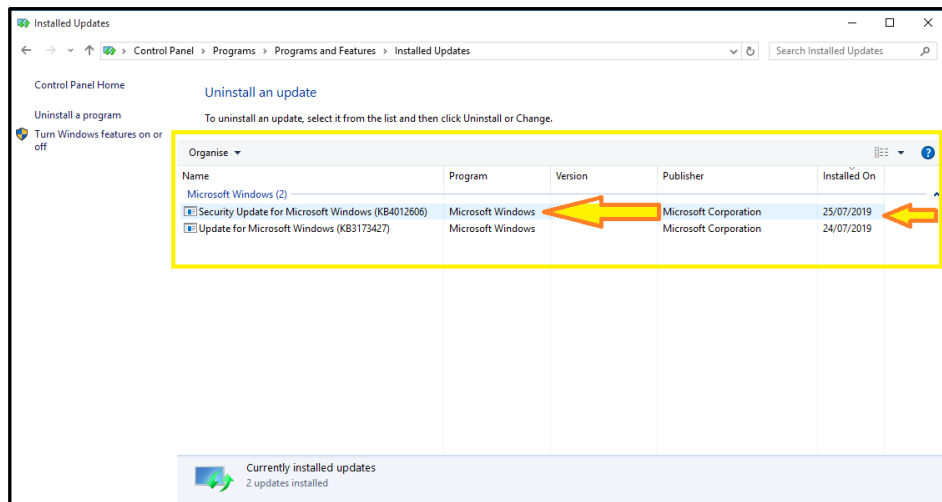 Installed Updates
Control Panel > Programs > Programs and Features > Installed Updates
Search Installed Updates
Control Panel Home
Uninstall a program
Turn Windows features on or
off
Uninstall an update
To uninstall an update, select it from the list and then click Uninstall or Change.
Organise
Name Program Version Publisher Installed On
Microsoft Windows (2)
Security Update for Microsoft Windows (KB4012606) Microsoft Windows Microsoft Corporation 25/07/2019
Update for Microsoft Windows (KB3173427) Microsoft Windows Microsoft Corporation 24/07/2019
Currently installed updates
2 updates installed